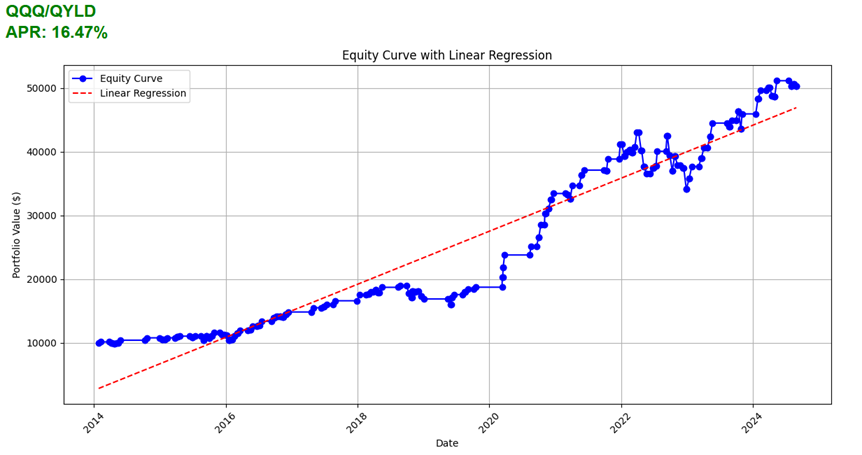 QQQ/QYLD
APR: 16.47%
Equity Curve with Linear Regression
Equity Curve
Linear Regression
50000
40000
30000
20000
10000
Portfolio Value ($)
2014
2016
2018
2020
2022
2024
Date